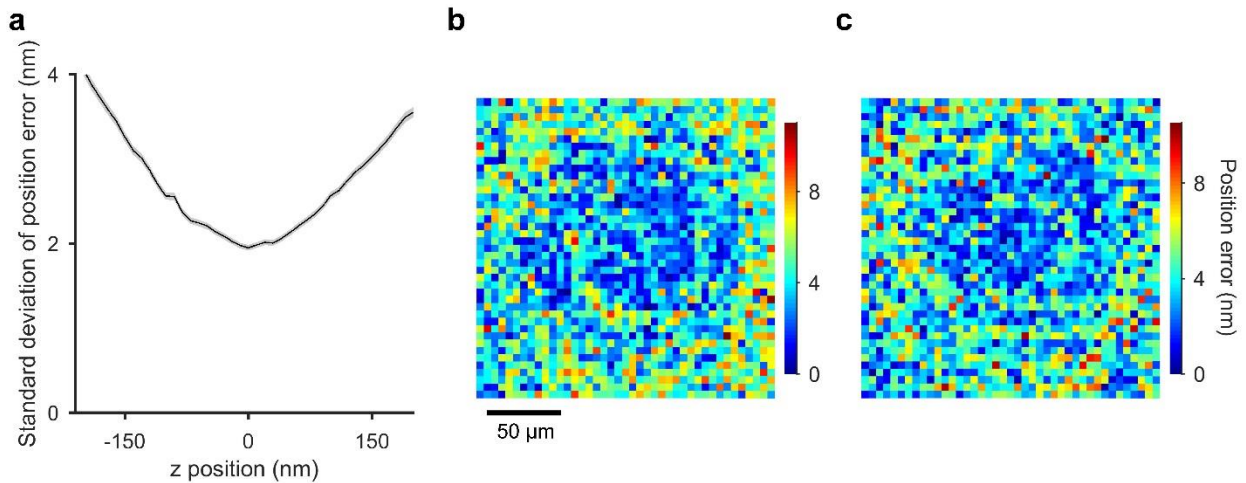 a
Standard deviation of position error (nm)
4
2
0
-150
0
150
z position (nm)
b
8
4
0
50 µm
c
8
4
0
Position error (nm)